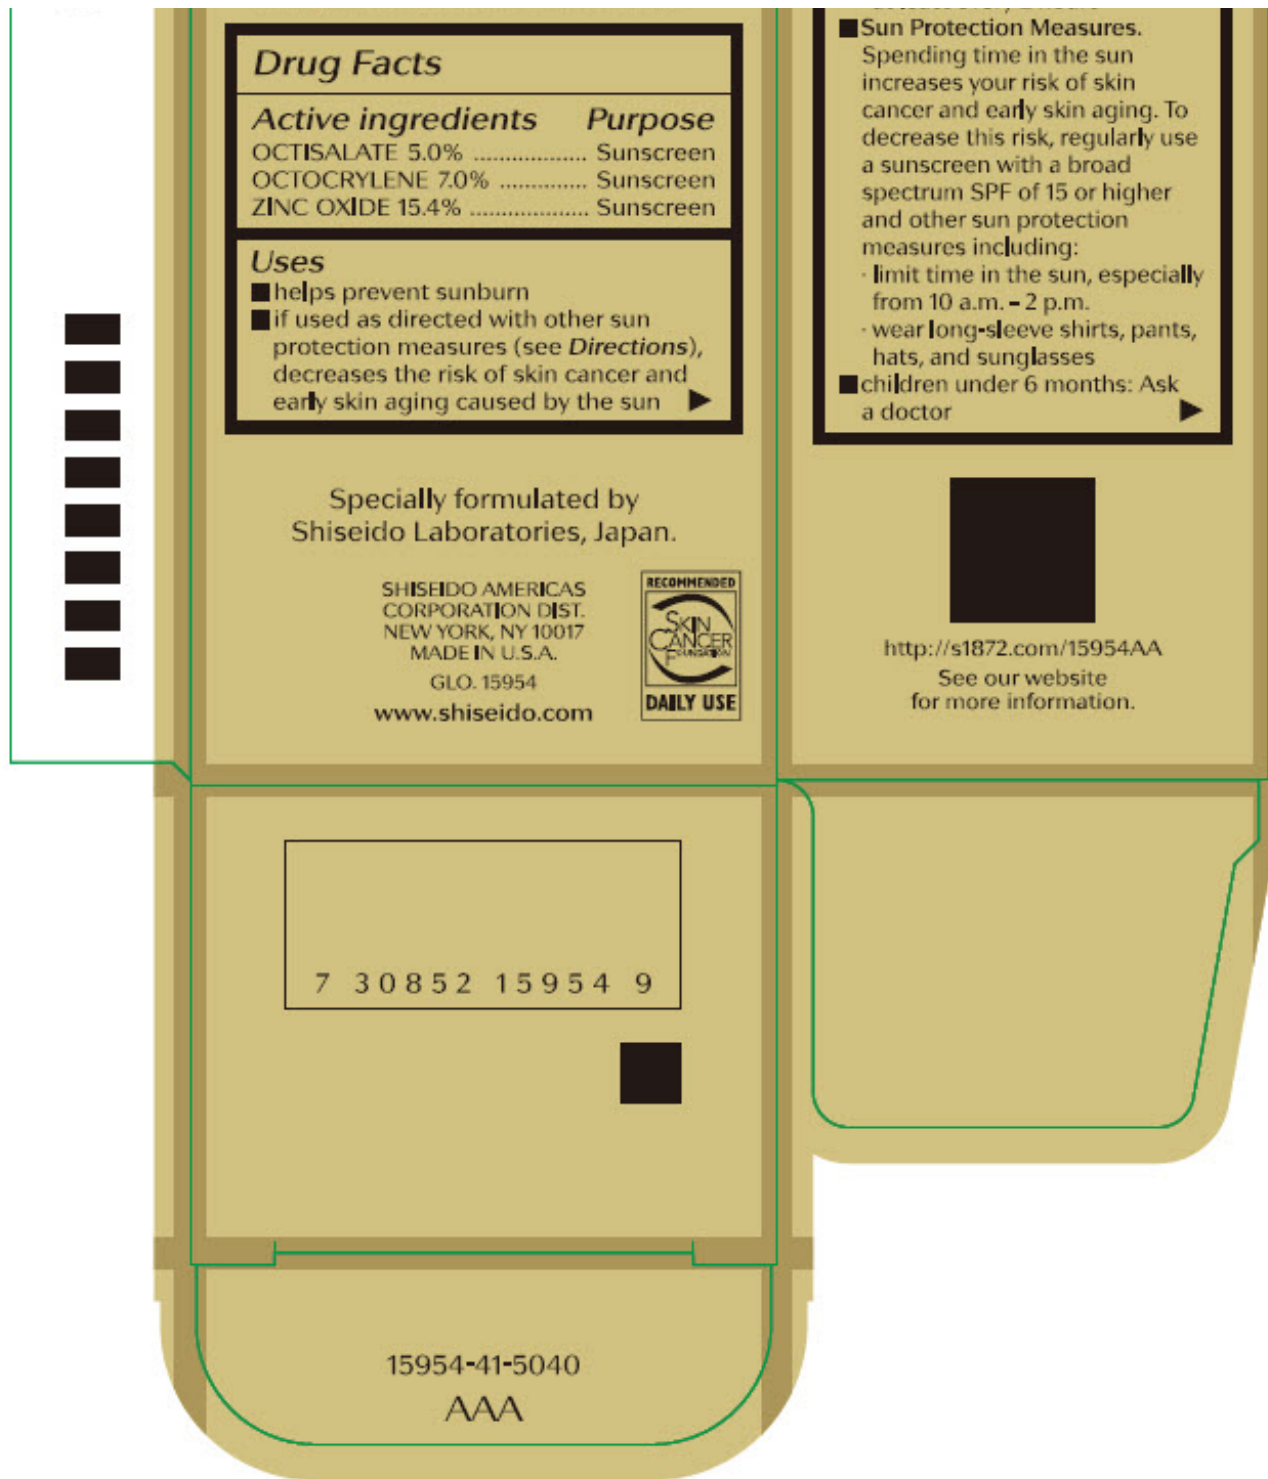 Drug Facts
Active ingredients Purpose
OCTISALATE 5.0% .................. Sunscreen
OCTOCRYLENE 7.0% .............. Sunscreen
ZINC OXIDE 15.4% ................... Sunscreen
Uses
■ helps prevent sunburn
■ if used as directed with other sun
protection measures (see Directions),
decreases the risk of skin cancer and
early skin aging caused by the sun ▶
Specially formulated by
Shiseido Laboratories, Japan.
SHISEIDO AMERICAS
CORPORATION DIST.
NEW YORK, NY 10017
MADE IN U.S.A.
GLO. 15954
www.shiseido.com
RECOMMENDED
SKIN
CANCER
FOUNDATION
DAILY USE
■ Sun Protection Measures.
Spending time in the sun
increases your risk of skin
cancer and early skin aging. To
decrease this risk, regularly use
a sunscreen with a broad
spectrum SPF of 15 or higher
and other sun protection
measures including:
· limit time in the sun, especially
from 10 a.m. – 2 p.m.
· wear long-sleeve shirts, pants,
hats, and sunglasses
■ children under 6 months: Ask
a doctor ▶
http://s1872.com/15954AA
See our website
for more information.
7 30852 15954 9
15954-41-5040
AAA